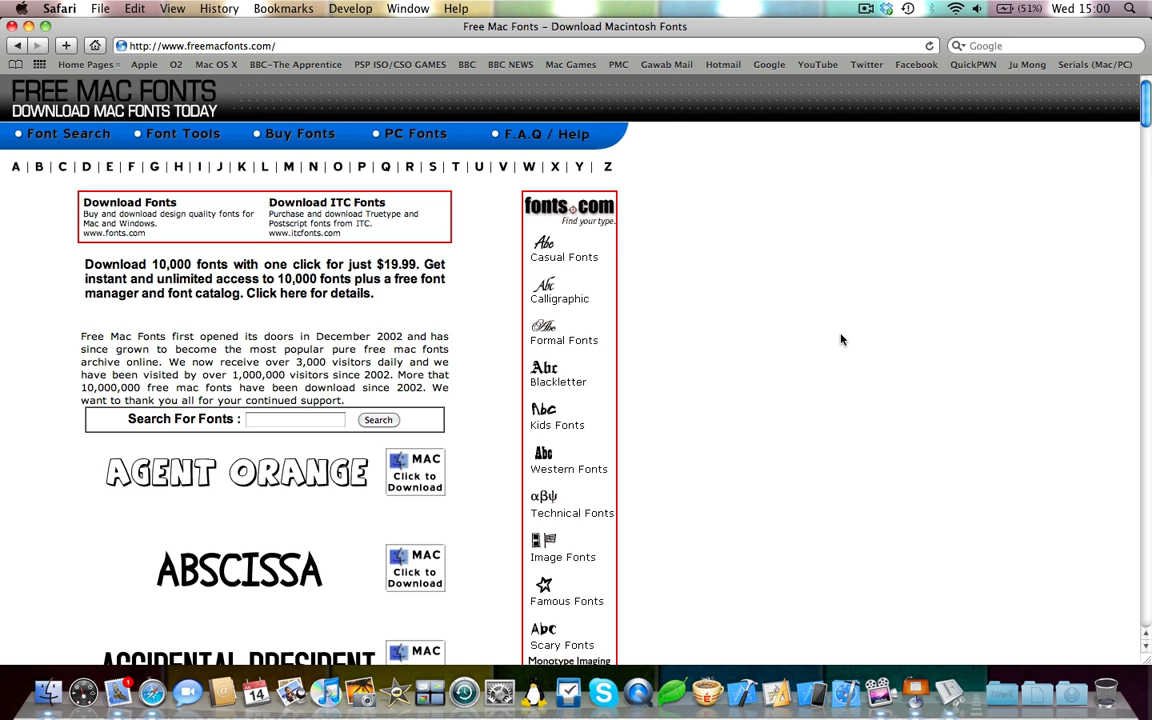 Safari File Edit View History Bookmarks Develop Window Help (51%) Wed 15:00
Free Mac Fonts – Download Macintosh Fonts
http://www.freemacfonts.com/ Google
Home Pages Apple O2 Mac OS X BBC-The Apprentice PSP ISO/CSO GAMES BBC BBC NEWS Mac Games PMC Gawab Mail Hotmail Google YouTube Twitter Facebook QuickPWN Ju Mong Serials (Mac/PC)
FREE MAC FONTS
DOWNLOAD MAC FONTS TODAY
Font Search Font Tools Buy Fonts PC Fonts F.A.Q / Help
A | B | C | D | E | F | G | H | I | J | K | L | M | N | O | P | Q | R | S | T | U | V | W | X | Y | Z
Download Fonts
Buy and download design quality fonts for
Mac and Windows.
www.fonts.com
Download ITC Fonts
Purchase and download Truetype and
Postscript fonts from ITC.
www.itcfonts.com
Download 10,000 fonts with one click for just $19.99. Get
instant and unlimited access to 10,000 fonts plus a free font
manager and font catalog. Click here for details.
Free Mac Fonts first opened its doors in December 2002 and has
since grown to become the most popular pure free mac fonts
archive online. We now receive over 3,000 visitors daily and we
have been visited by over 1,000,000 visitors since 2002. More that
10,000,000 free mac fonts have been download since 2002. We
want to thank you all for your continued support.
Search For Fonts : Search
AGENT ORANGE
MAC
Click to
Download
ABSCISSA
MAC
Click to
Download
ACCIDENTAL PRESIDENT
MAC
fonts.com
Find your type.
Abc
Casual Fonts
Abc
Calligraphic
Abc
Formal Fonts
Abc
Blackletter
Abc
Kids Fonts
Abc
Western Fonts
αβψ
Technical Fonts
Image Fonts
Famous Fonts
Abc
Scary Fonts
Monotype Imaging
1
14